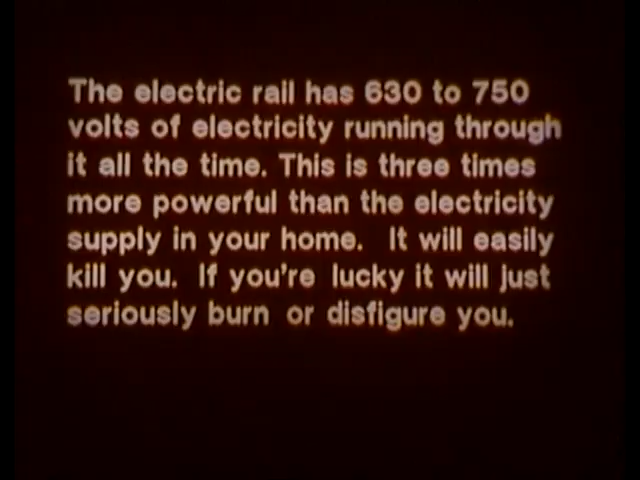 The electric rail has 630 to 750
volts of electricity running through
it all the time. This is three times
more powerful than the electricity
supply in your home. It will easily
kill you. If you're lucky it will just
seriously burn or disfigure you.